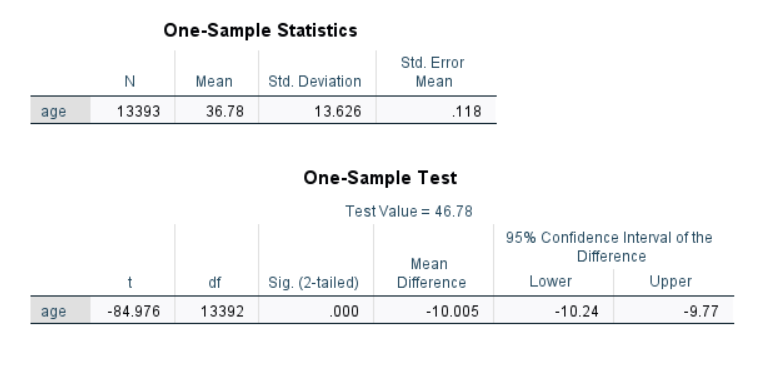 One-Sample Statistics
N Mean Std. Deviation Std. Error Mean
age 13393 36.78 13.626 .118
One-Sample Test
Test Value = 46.78
t df Sig. (2-tailed) Mean Difference 95% Confidence Interval of the Difference
Lower Upper
age -84.976 13392 .000 -10.005 -10.24 -9.77